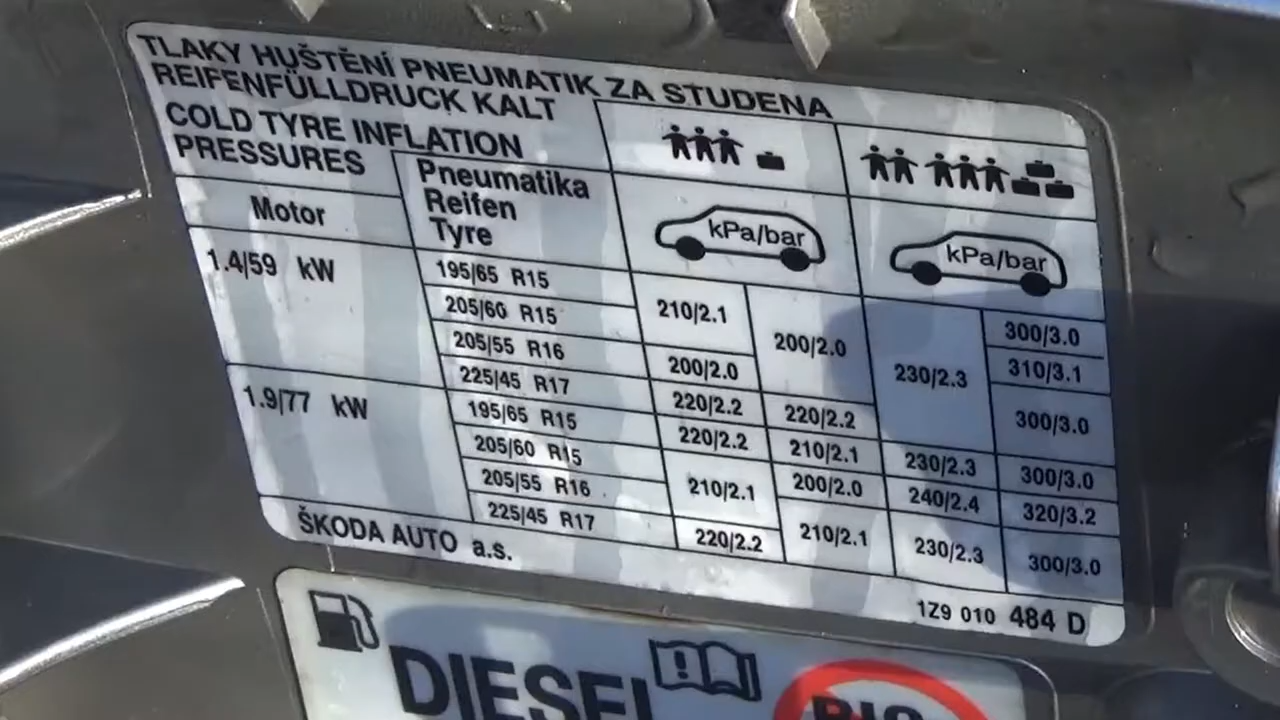 TLAKY HUŠTĚNÍ PNEUMATIK ZA STUDENA
REIFENFÜLLDRUCK KALT
COLD TYRE INFLATION
PRESSURES
Motor
Pneumatika
Reifen
Tyre
kPa/bar
kPa/bar
1.4/59 kW
195/65 R15
205/60 R15
205/55 R16
225/45 R17
210/2.1
200/2.0
220/2.2
200/2.0
220/2.2
230/2.3
300/3.0
310/3.1
300/3.0
1.9/77 kW
195/65 R15
205/60 R15
205/55 R16
225/45 R17
220/2.2
210/2.1
220/2.2
210/2.1
200/2.0
210/2.1
230/2.3
240/2.4
230/2.3
300/3.0
320/3.2
300/3.0
ŠKODA AUTO a.s.
1Z9 010 484 D
DIESEL